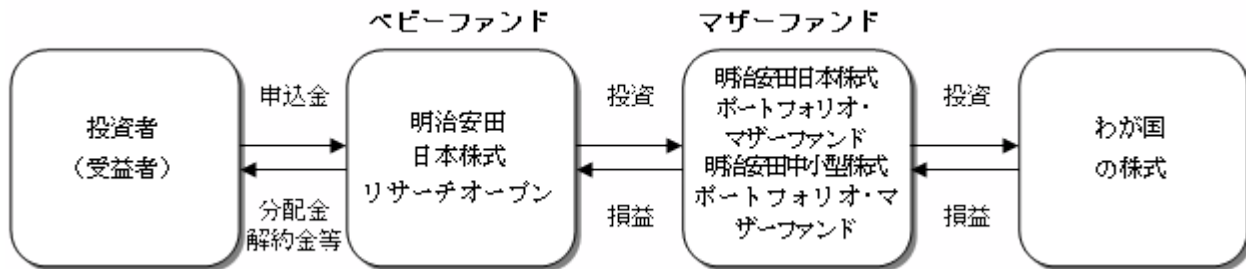 ベビーファンド
マザーファンド
投資者
(受益者)
申込金
分配金
解約金等
明治安田
日本株式
リサーチオープン
投資
損益
明治安田日本株式
ポートフォリオ・
マザーファンド
明治安田中小型株式
ポートフォリオ・マ
ザーファンド
投資
損益
わが国
の株式